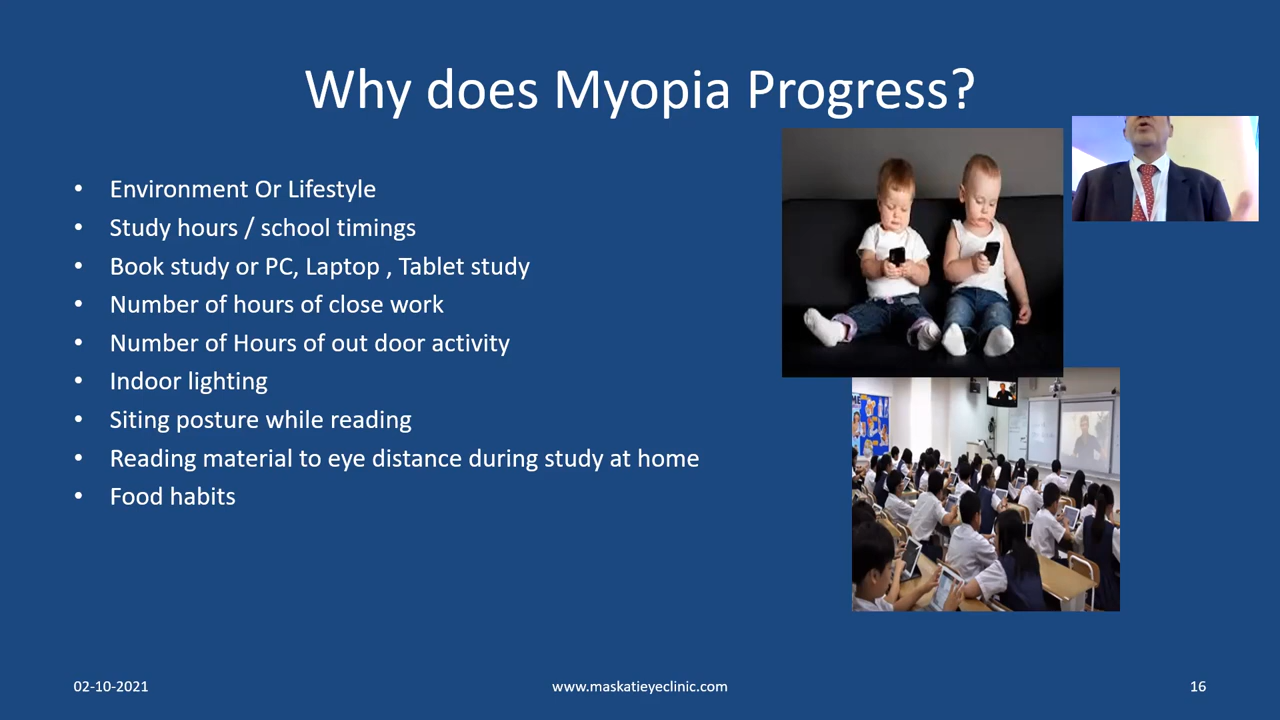 Why does Myopia Progress?
• Environment Or Lifestyle
• Study hours / school timings
• Book study or PC, Laptop , Tablet study
• Number of hours of close work
• Number of Hours of out door activity
• Indoor lighting
• Siting posture while reading
• Reading material to eye distance during study at home
• Food habits
02-10-2021
www.maskatieyeclinic.com
16